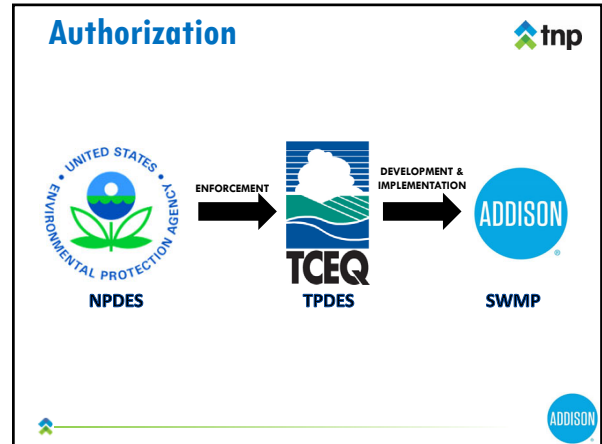 Authorization
tnp
UNITED STATES • ENVIRONMENTAL PROTECTION AGENCY •
ENFORCEMENT
DEVELOPMENT &
IMPLEMENTATION
TCEQ
ADDISON
®
NPDES
TPDES
SWMP
ADDISON
®